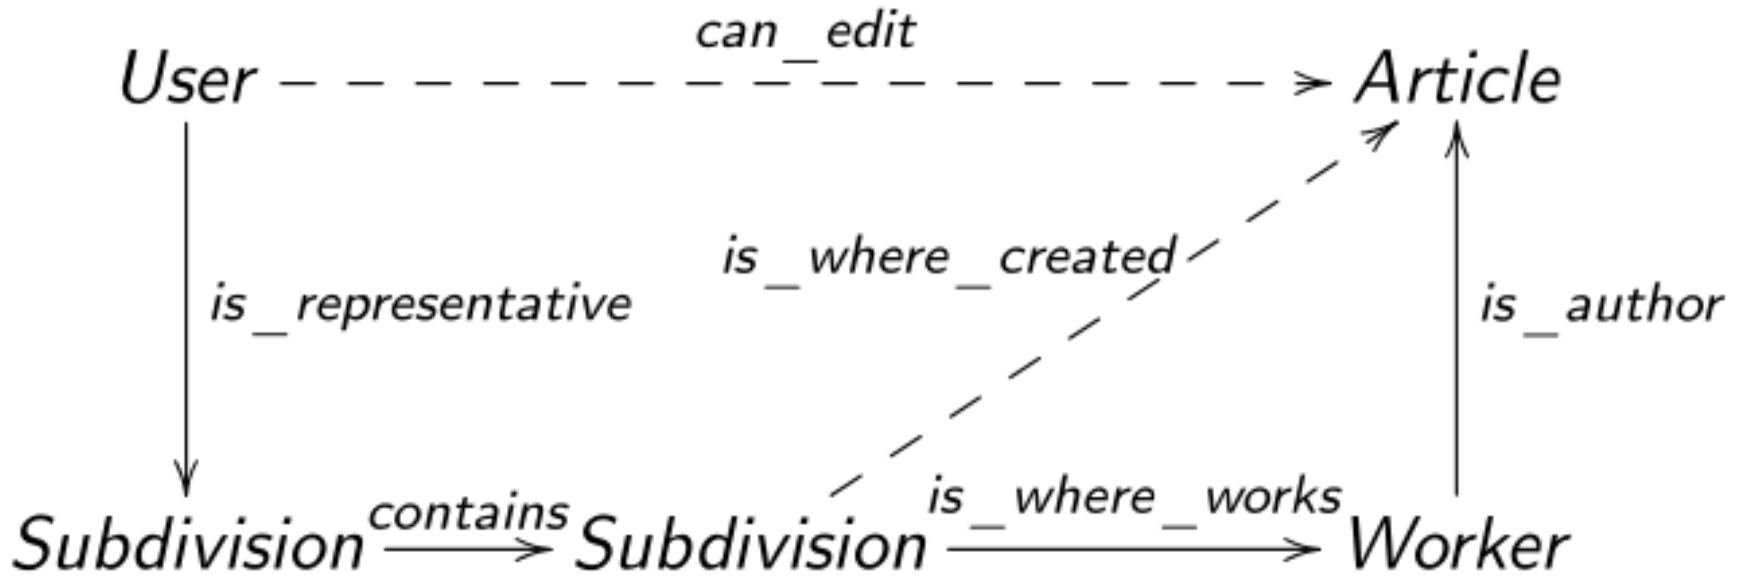 can_edit
User
Article
is_where_created
is_representative
is_author
contains
is_where_works
Subdivision
Subdivision
Worker